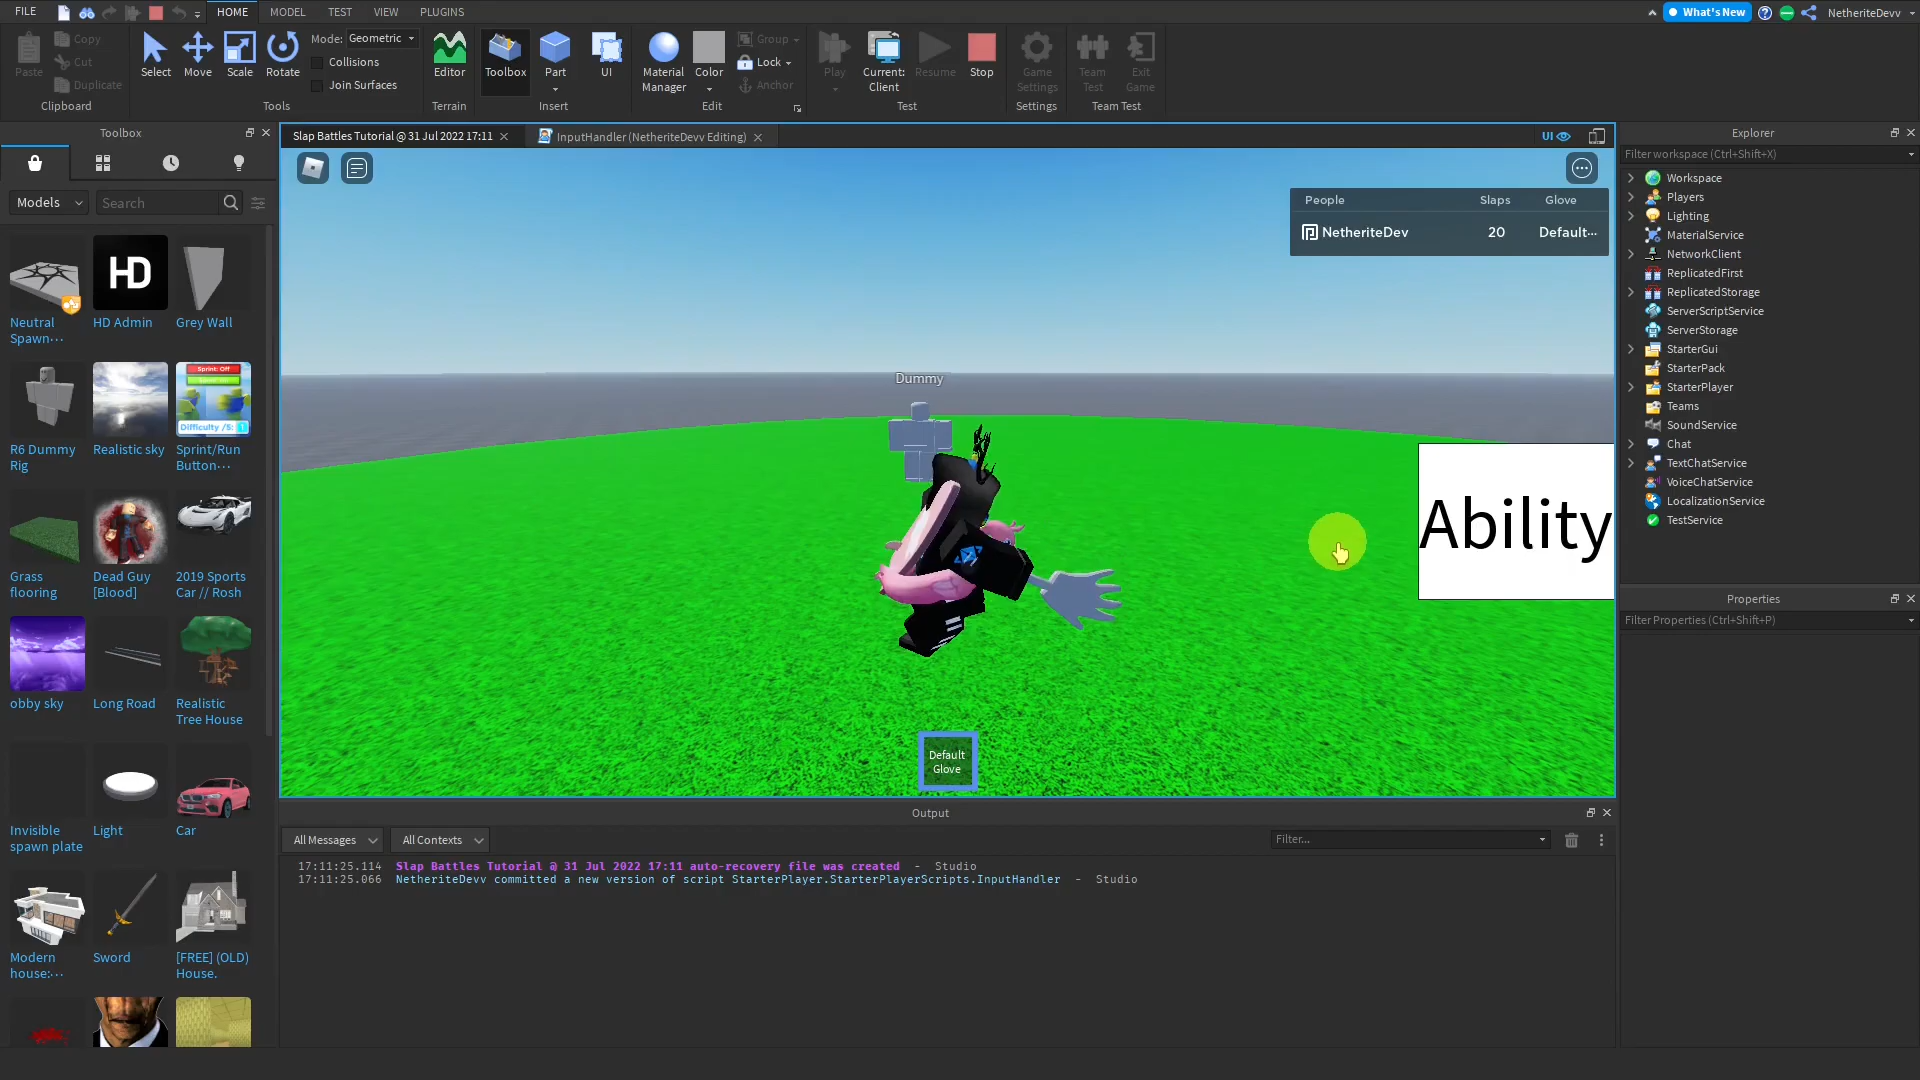 FILE
HOME
MODEL
TEST
VIEW
PLUGINS
What's New
NetheriteDevv
Paste
Copy
Cut
Duplicate
Clipboard
Select
Move
Scale
Rotate
Mode: Geometric
Collisions
Join Surfaces
Tools
Editor
Terrain
Toolbox
Part
UI
Insert
Material
Manager
Color
Group
Lock
Anchor
Edit
Play
Current:
Client
Resume
Stop
Test
Game
Settings
Settings
Team
Test
Exit
Game
Team Test
Toolbox
Models
Search
Neutral
Spawn···
HD
HD Admin
Grey Wall
R6 Dummy
Rig
Realistic sky
Sprint: Off
Difficulty /5: 1
Sprint/Run
Button···
Grass
flooring
Dead Guy
[Blood]
2019 Sports
Car // Rosh
obby sky
Long Road
Realistic
Tree House
Invisible
spawn plate
Light
Car
Modern
house:···
Sword
[FREE] (OLD)
House.
Slap Battles Tutorial @ 31 Jul 2022 17:11
InputHandler (NetheriteDevv Editing)
UI
People Slaps Glove
NetheriteDev 20 Default···
Dummy
Ability
Default
Glove
Output
All Messages
All Contexts
Filter...
17:11:25.114 Slap Battles Tutorial @ 31 Jul 2022 17:11 auto-recovery file was created - Studio
17:11:25.066 NetheriteDevv committed a new version of script StarterPlayer.StarterPlayerScripts.InputHandler - Studio
Explorer
Filter workspace (Ctrl+Shift+X)
Workspace
Players
Lighting
MaterialService
NetworkClient
ReplicatedFirst
ReplicatedStorage
ServerScriptService
ServerStorage
StarterGui
StarterPack
StarterPlayer
Teams
SoundService
Chat
TextChatService
VoiceChatService
LocalizationService
TestService
Properties
Filter Properties (Ctrl+Shift+P)